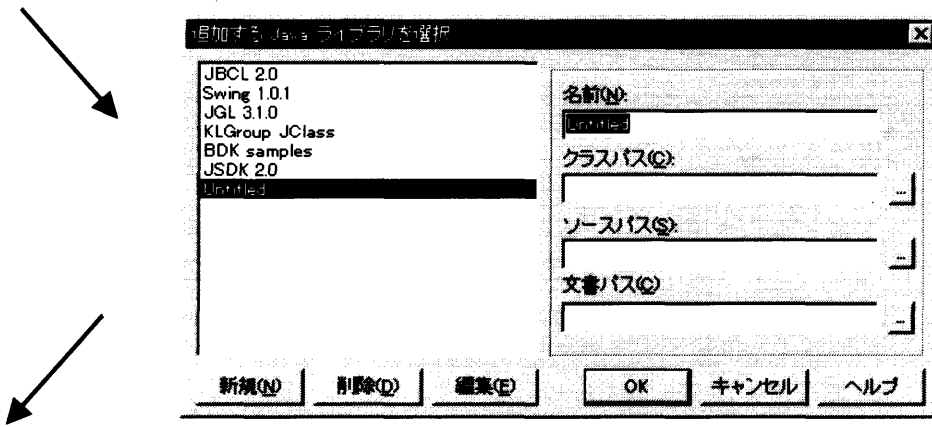 追加する Java ライブラリを選択
JBCL 2.0
Swing 1.0.1
JGL 3.1.0
KLGroup JClass
BDK samples
JSDK 2.0
Untitled
名前(N):
Untitled
クラスパス(C):
...
ソースパス(S):
...
文書パス(C)
...
新規(N)
削除(D)
編集(E)
OK
キャンセル
ヘルプ